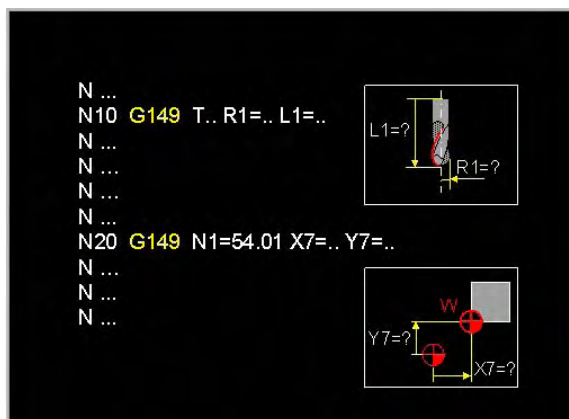 N ...
N10 G149 T.. R1=.. L1=..
N ...
N ...
N ...
N ...
N20 G149 N1=54.01 X7=.. Y7=..
N ...
N ...
N ...
L1=?
R1=?
W
Y7=?
X7=?